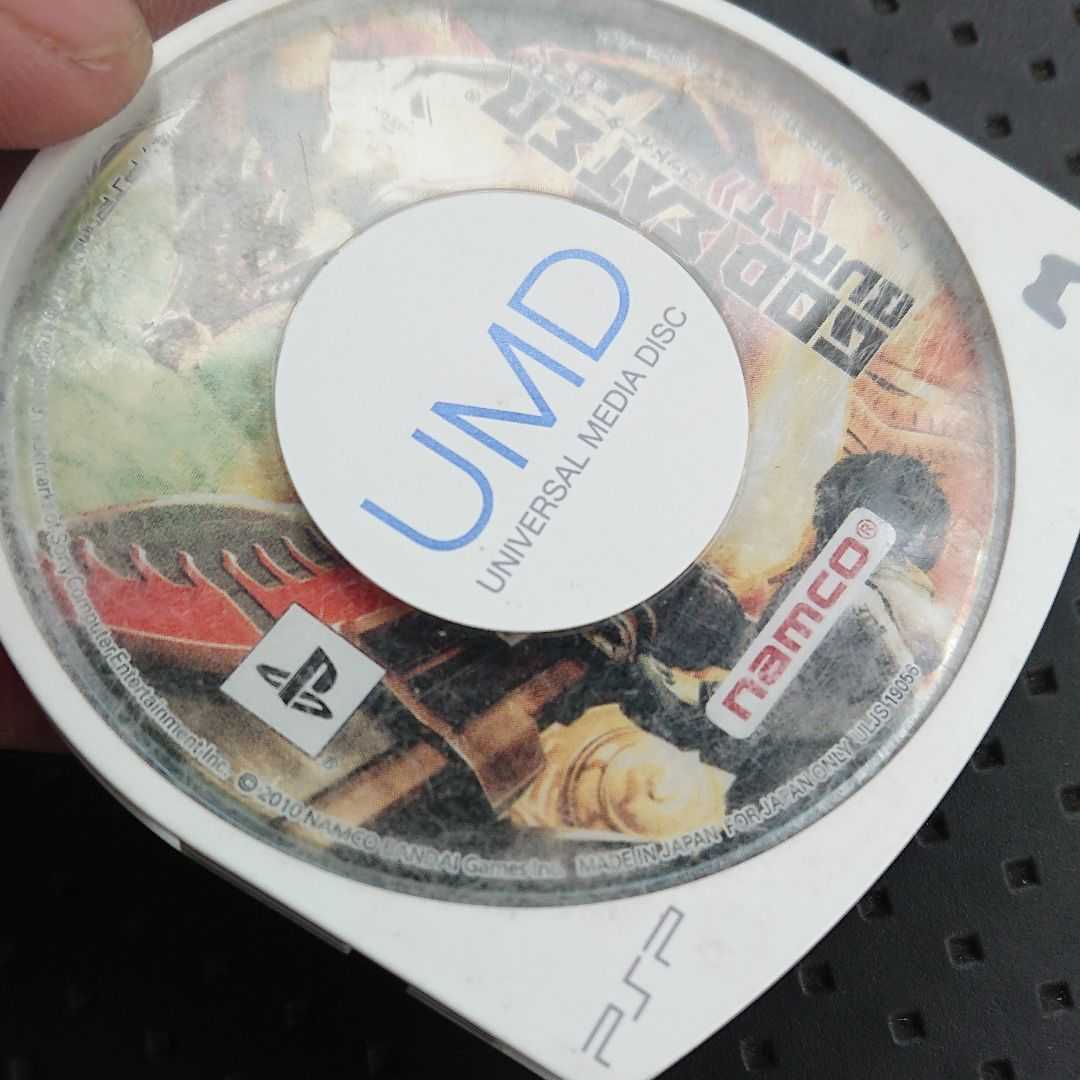 GOD EATER
BURST
UMD
UNIVERSAL MEDIA DISC
namco®
Sony Computer Entertainment Inc. © 2010 NAMCO BANDAI Games Inc. MADE IN JAPAN FOR JAPAN ONLY ULJS 19056
PSP